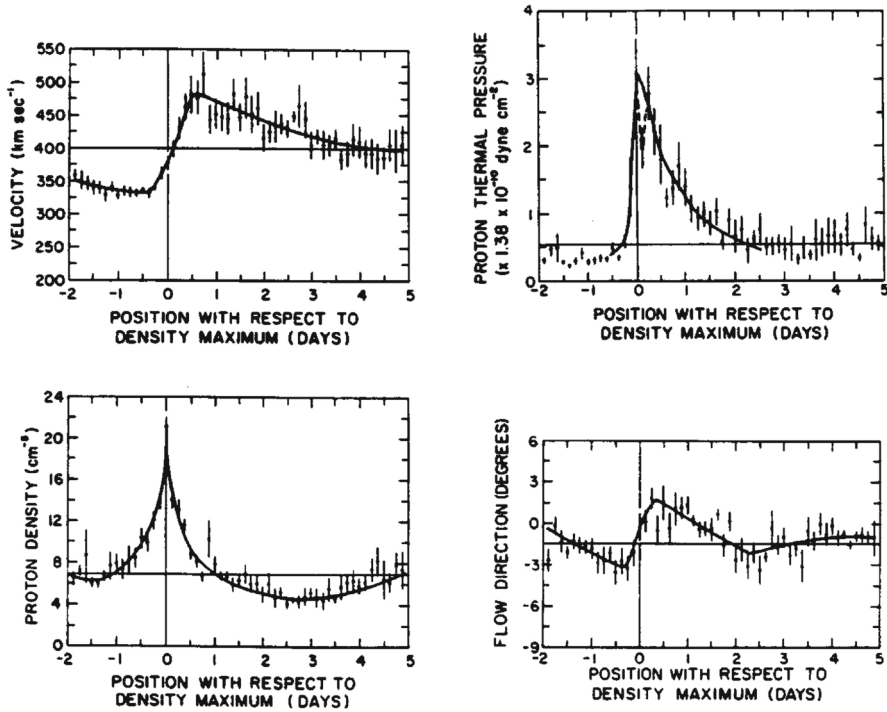 VELOCITY (km sec⁻¹)
550
500
450
400
350
300
250
200
-2 -1 0 1 2 3 4 5
POSITION WITH RESPECT TO
DENSITY MAXIMUM (DAYS)
PROTON THERMAL PRESSURE
(x 1.38 x 10⁻¹⁰ dyne cm⁻²)
4
3
2
1
0
-2 -1 0 1 2 3 4 5
POSITION WITH RESPECT TO
DENSITY MAXIMUM (DAYS)
PROTON DENSITY (cm⁻³)
24
20
16
12
8
4
0
-2 -1 0 1 2 3 4 5
POSITION WITH RESPECT TO
DENSITY MAXIMUM (DAYS)
FLOW DIRECTION (DEGREES)
6
3
0
-3
-6
-9
-2 -1 0 1 2 3 4 5
POSITION WITH RESPECT TO
DENSITY MAXIMUM (DAYS)